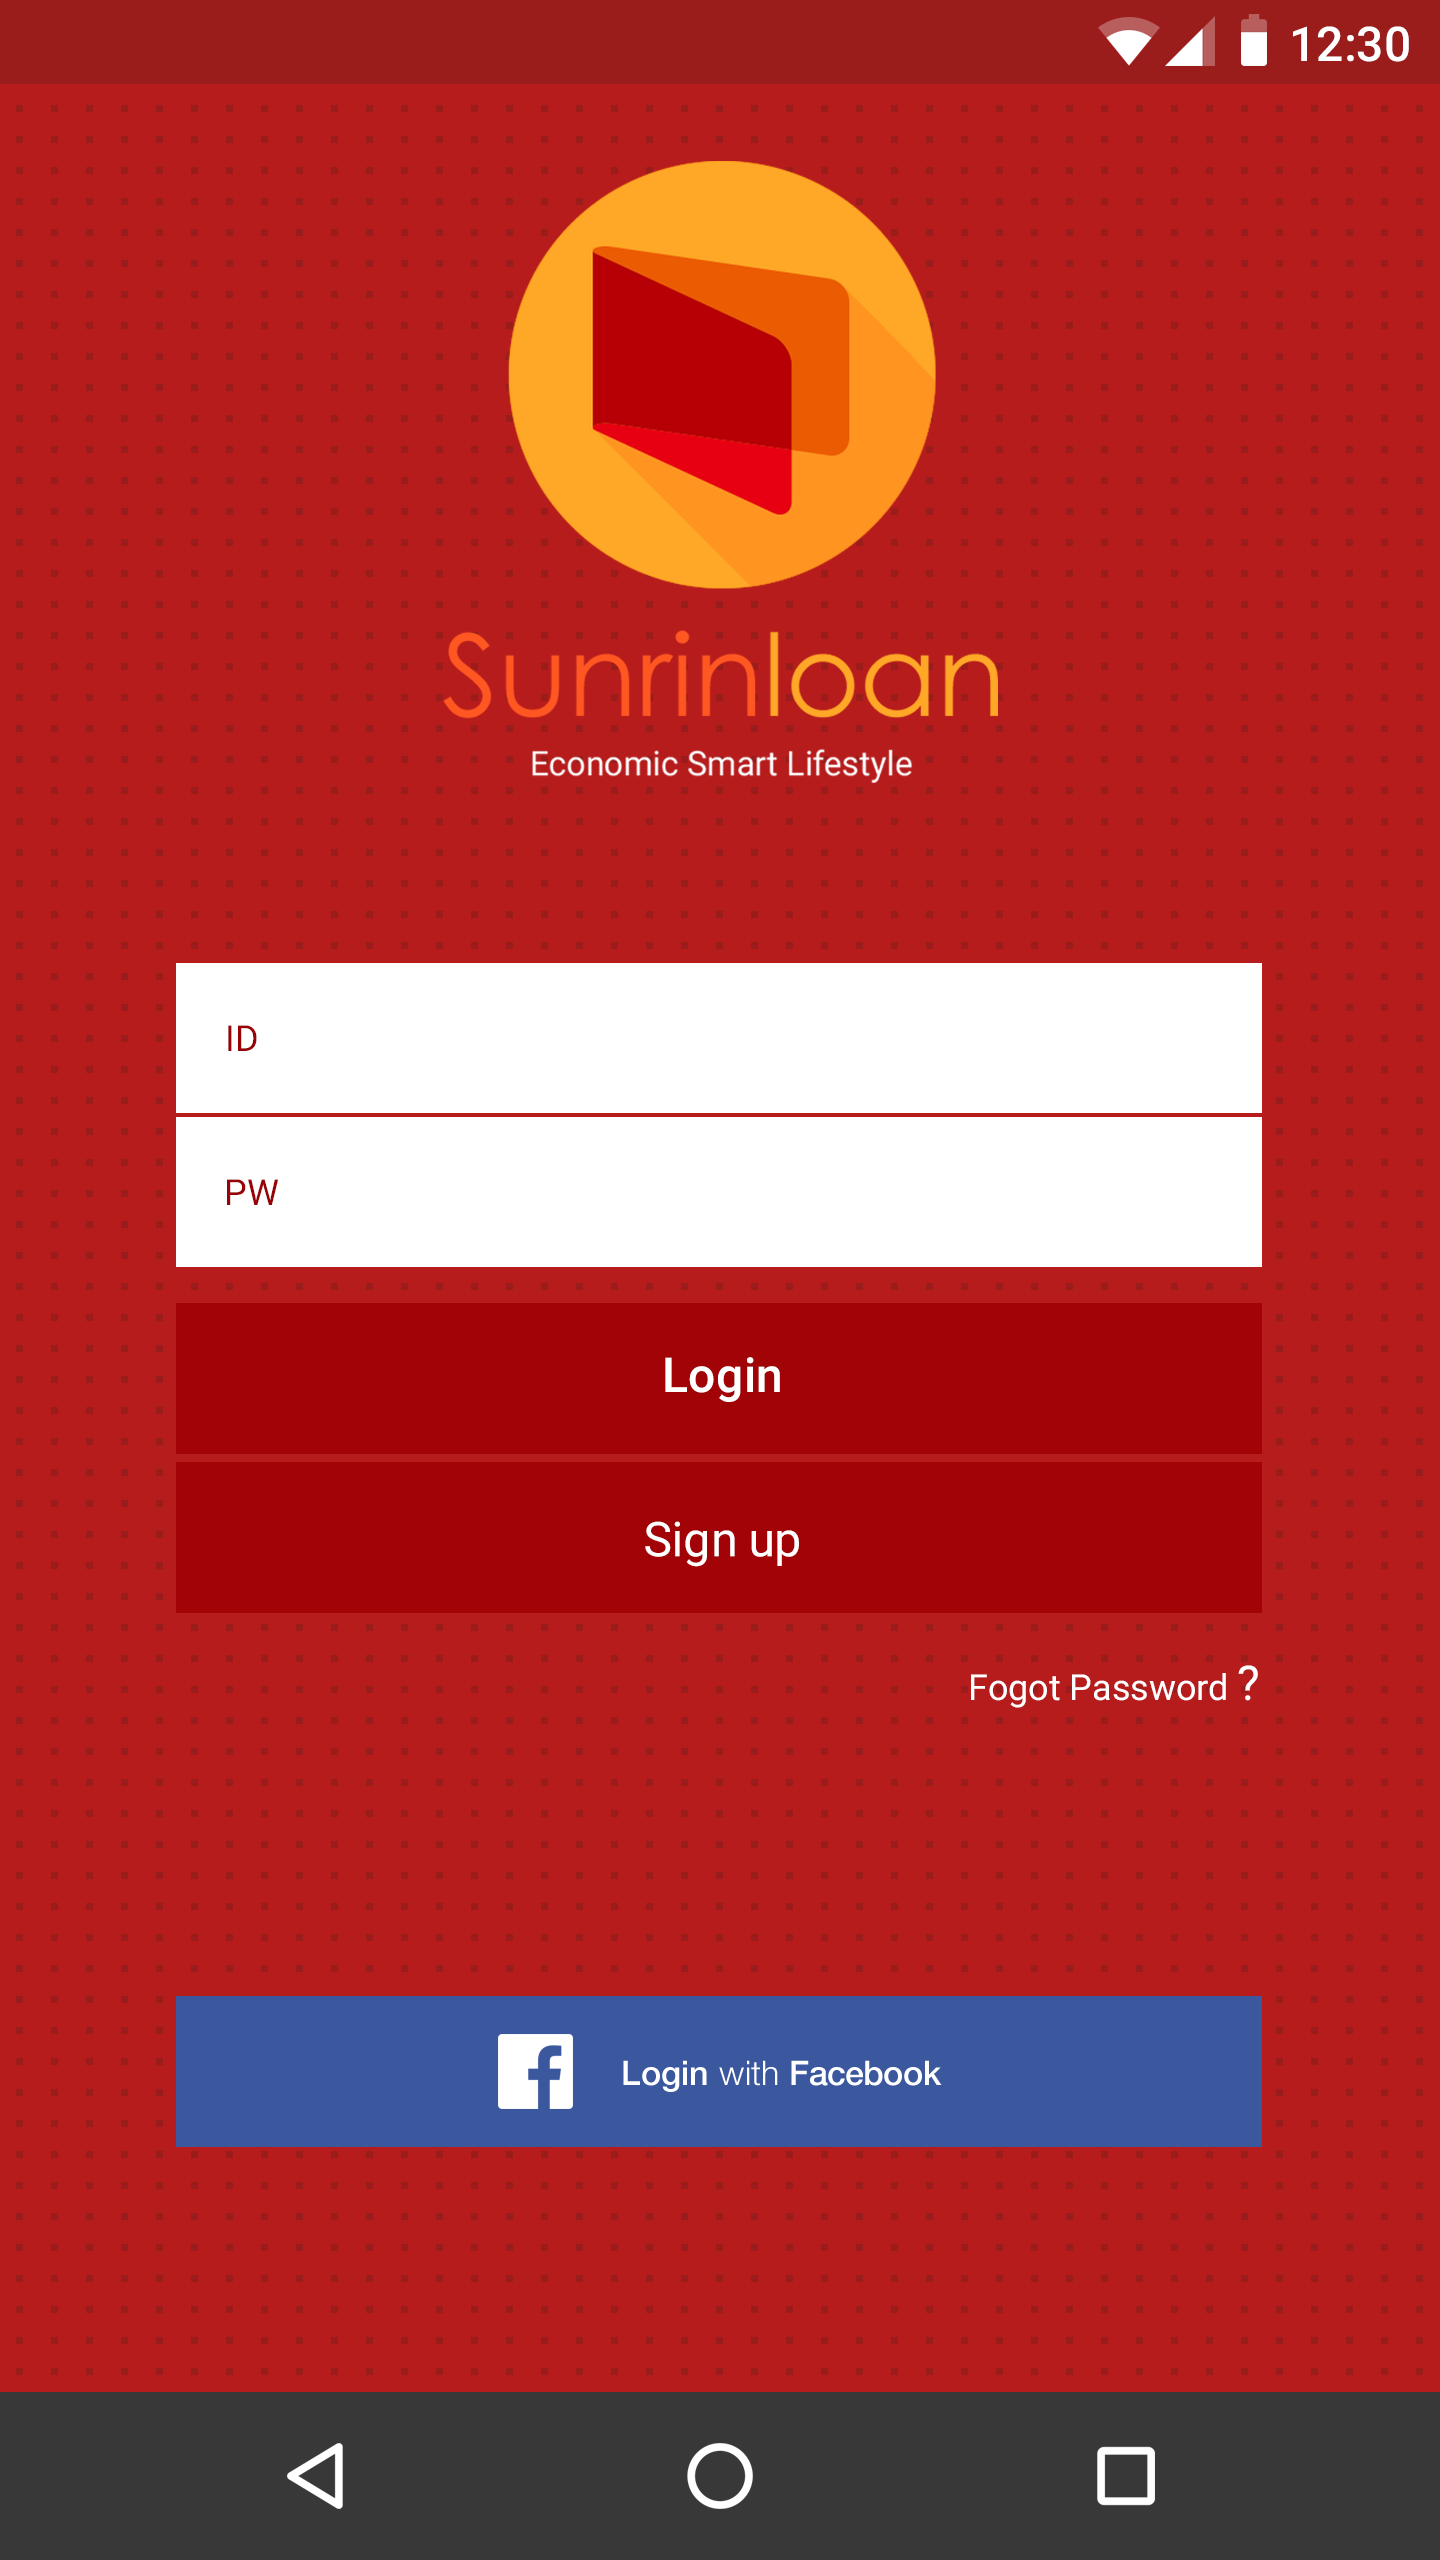 12:30
Sunrinloan
Economic Smart Lifestyle
ID
PW
Login
Sign up
Fogot Password ?
Login with Facebook